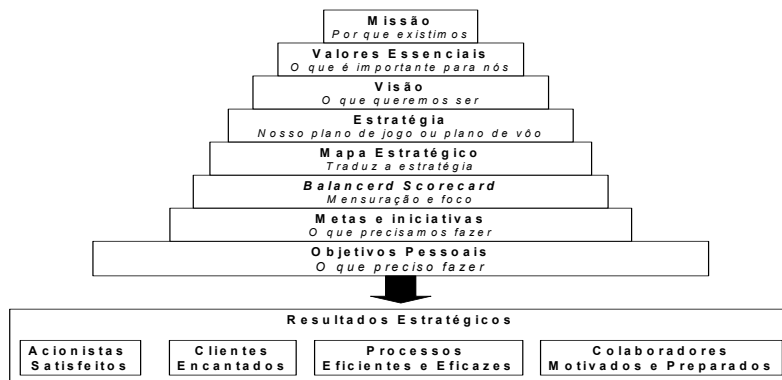 Missão
Por que existimos
Valores Essenciais
O que é importante para nós
Visão
O que queremos ser
Estratégia
Nosso plano de jogo ou plano de vôo
Mapa Estratégico
Traduz a estratégia
Balancerd Scorecard
Mensuração e foco
Metas e iniciativas
O que precisamos fazer
Objetivos Pessoais
O que preciso fazer
Resultados Estratégicos
Acionistas
Satisfeitos
Clientes
Encantados
Processos
Eficientes e Eficazes
Colaboradores
Motivados e Preparados